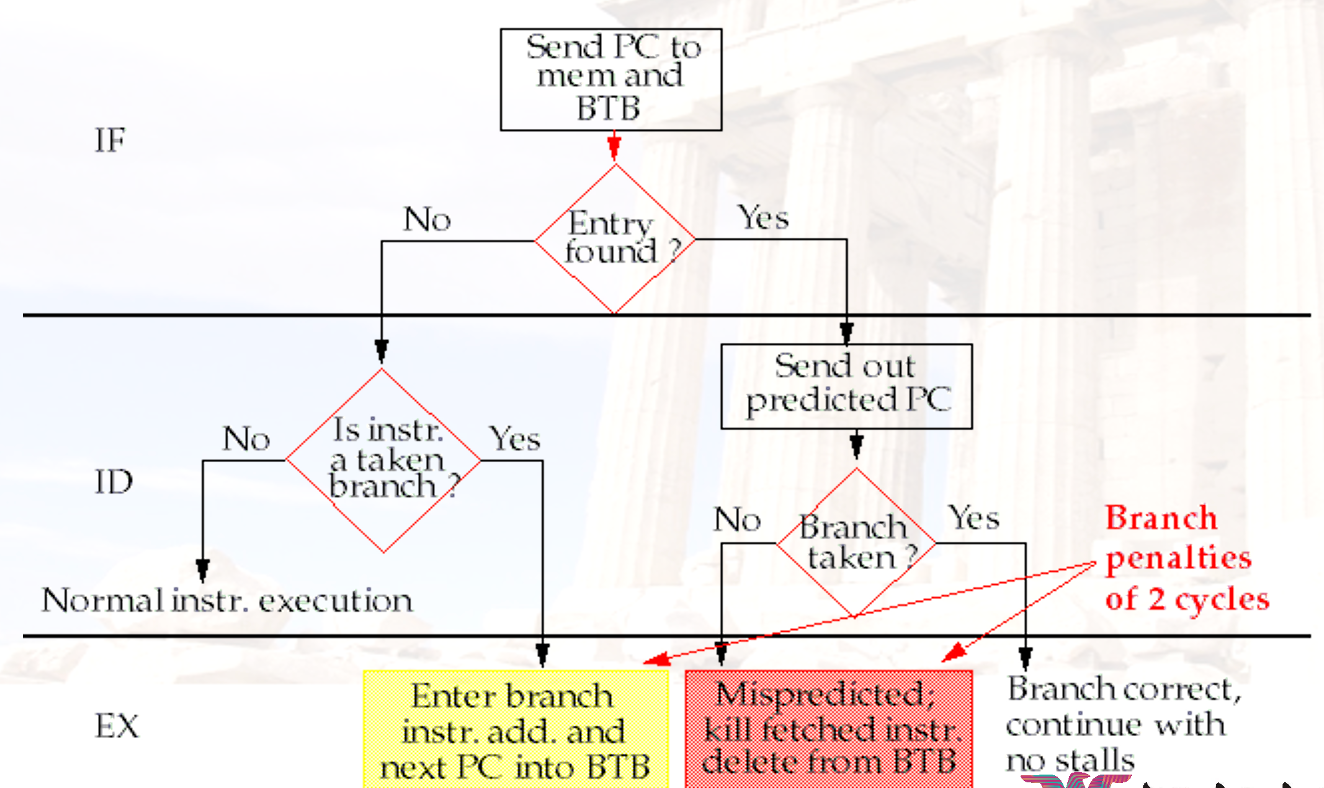 Send PC to
mem and
BTB
IF
No
Entry
found ?
Yes
Send out
predicted PC
No
Is instr.
a taken
branch ?
Yes
ID
No
Branch
taken ?
Yes
Branch
penalties
of 2 cycles
Normal instr. execution
EX
Enter branch
instr. add. and
next PC into BTB
Mispredicted;
kill fetched instr.
delete from BTB
Branch correct,
continue with
no stalls